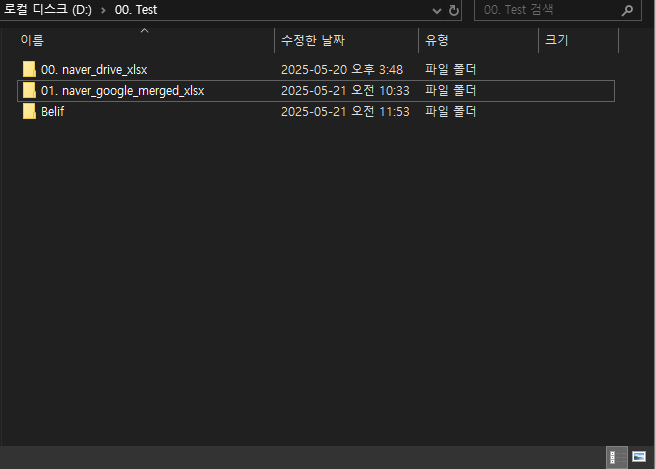 로컬 디스크 (D:) › 00. Test 00. Test 검색
이름 수정한 날짜 유형 크기
00. naver_drive_xlsx 2025-05-20 오후 3:48 파일 폴더
01. naver_google_merged_xlsx 2025-05-21 오전 10:33 파일 폴더
Belif 2025-05-21 오전 11:53 파일 폴더